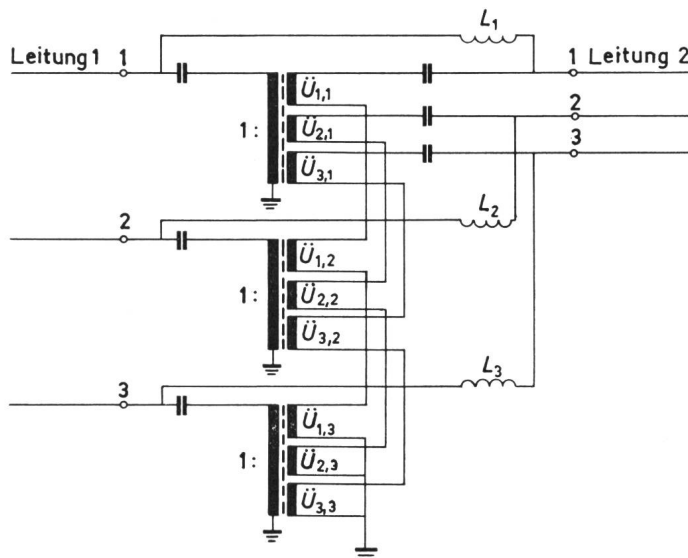 L1
Leitung 1 1
1 Leitung 2
Ü1,1
2
1: Ü2,1
3
Ü3,1
L2
2
Ü1,2
1: Ü2,2
Ü3,2
L3
3
Ü1,3
1: Ü2,3
Ü3,3